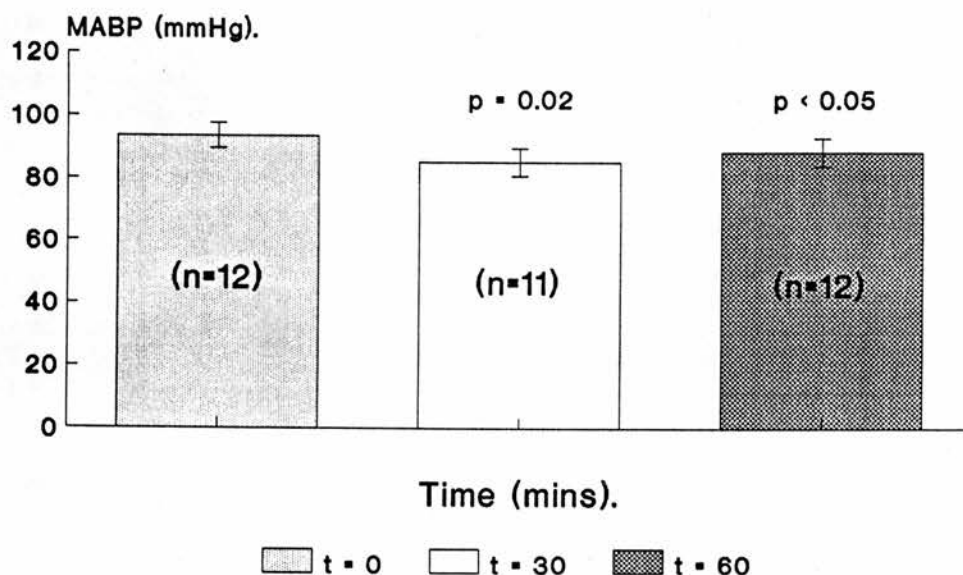 MABP (mmHg).
120
100
80
60
40
20
0
p = 0.02
p < 0.05
(n=12)
(n=11)
(n=12)
Time (mins).
t = 0
t = 30
t = 60